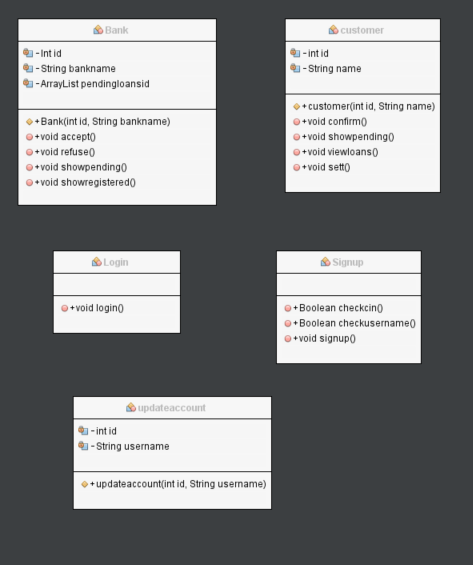 Bank
- Int id
- String bankname
- ArrayList pendingloansid
+ Bank(int id, String bankname)
+void accept()
+void refuse()
+void showpending()
+void showregistered()
customer
- int id
- String name
+customer(int id, String name)
+void confirm()
+void showpending()
+void viewloans()
+void sett()
Login
+void login()
Signup
+Boolean checkcin()
+Boolean checkusername()
+void signup()
updateaccount
- int id
- String username
+ updateaccount(int id, String username)